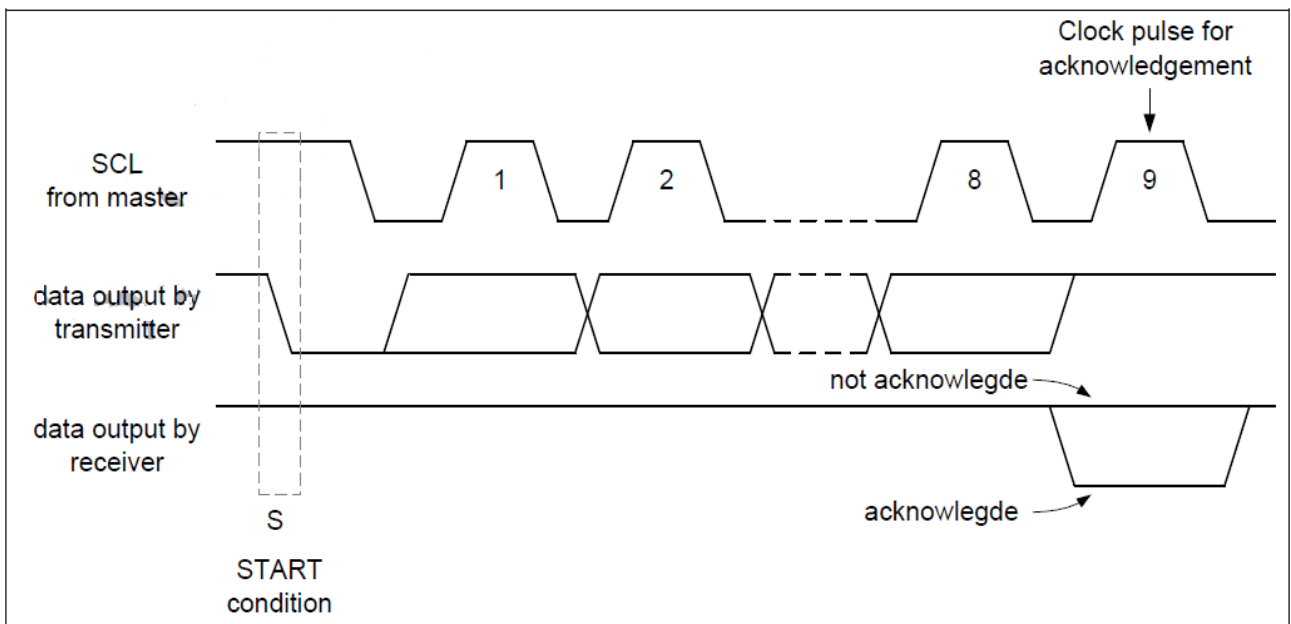 Clock pulse for
acknowledgement
SCL
from master
1
2
8
9
data output by
transmitter
not acknowlegde
data output by
receiver
acknowlegde
S
START
condition